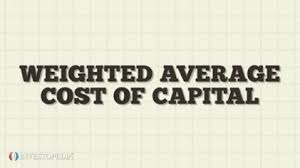 WEIGHTED AVERAGE
COST OF CAPITAL
INVESTOPEDIA